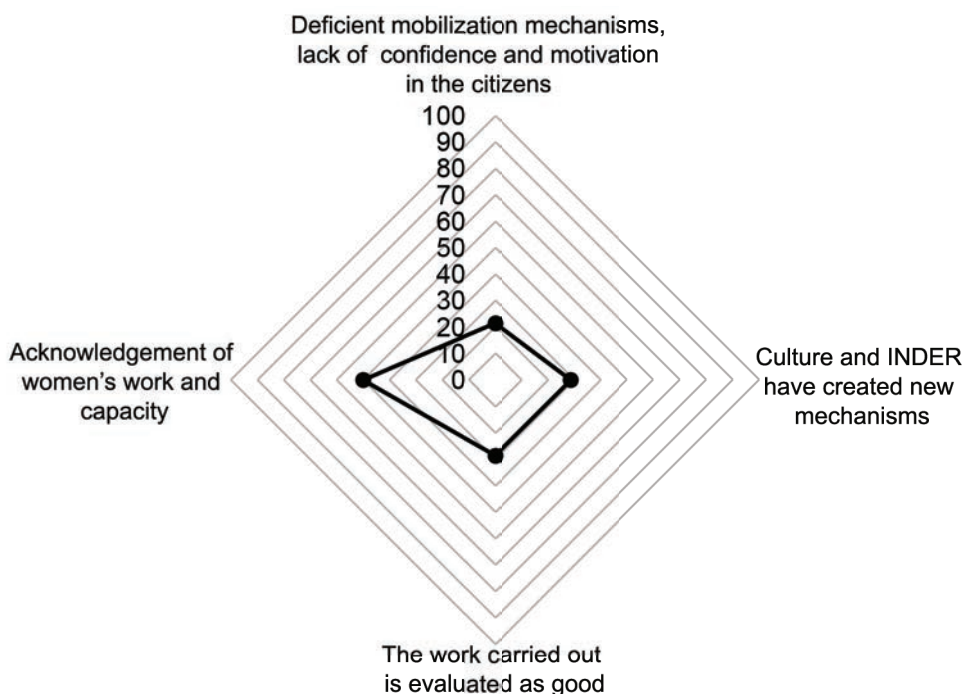 Deficient mobilization mechanisms,
lack of confidence and motivation
in the citizens
100
90
80
70
60
50
40
30
20
10
0
Acknowledgement of
women's work and
capacity
Culture and INDER
have created new
mechanisms
The work carried out
is evaluated as good